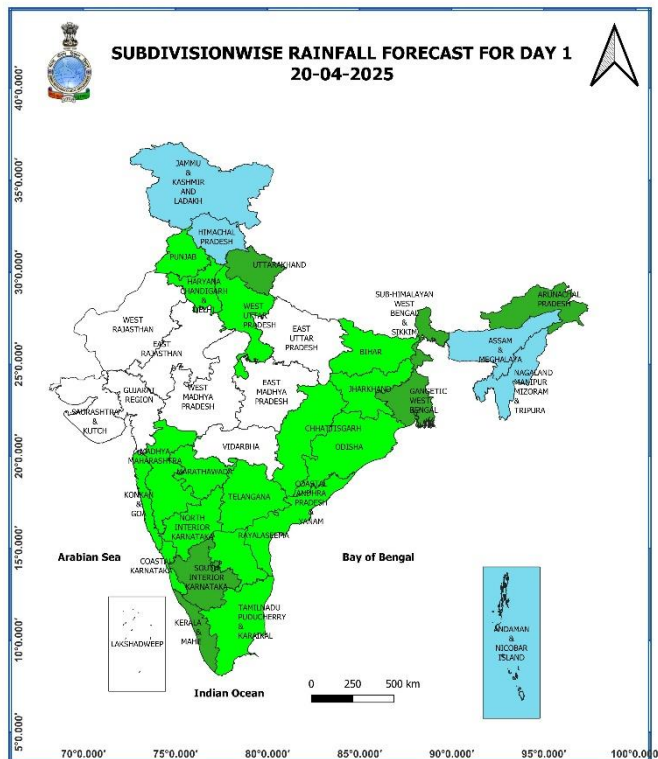 SUBDIVISIONWISE RAINFALL FORECAST FOR DAY 1
20-04-2025
40°0.000'
35°0.000'
30°0.000'
25°0.000'
20°0.000'
15°0.000'
10°0.000'
5°0.000'
JAMMU
&
KASHMIR
AND
LADAKH
HIMACHAL
PRADESH
PUNJAB
UTTARAKHAND
HARYANA
CHANDIGARH
&
DELHI
WEST
UTTAR
PRADESH
WEST
RAJASTHAN
EAST
RAJASTHAN
EAST
UTTAR
PRADESH
SUB-HIMALAYAN
WEST
BENGAL
&
SIKKIM
ARUNACHAL
PRADESH
ASSAM
&
MEGHALAYA
NAGALAND
MANIPUR
MIZORAM
&
TRIPURA
BIHAR
JHARKHAND
GANGETIC
WEST
BENGAL
GUJARAT
REGION
SAURASHTRA
&
KUTCH
WEST
MADHYA
PRADESH
EAST
MADHYA
PRADESH
CHHATTISGARH
ODISHA
VIDARBHA
MADHYA
MAHARASHTRA
MARATHAWADA
KONKAN
&
GOA
TELANGANA
COASTAL
ANDHRA
PRADESH
&
YANAM
NORTH
INTERIOR
KARNATAKA
RAYALASEEMA
Arabian Sea
Bay of Bengal
COASTAL
KARNATAKA
SOUTH
INTERIOR
KARNATAKA
KERALA
&
MAHE
TAMILNADU
PUDUCHERRY
&
KARAIKAL
LAKSHADWEEP
ANDAMAN
&
NICOBAR
ISLAND
Indian Ocean
0 250 500 km
70°0.000' 75°0.000' 80°0.000' 85°0.000' 90°0.000' 95°0.000' 100°0.000'